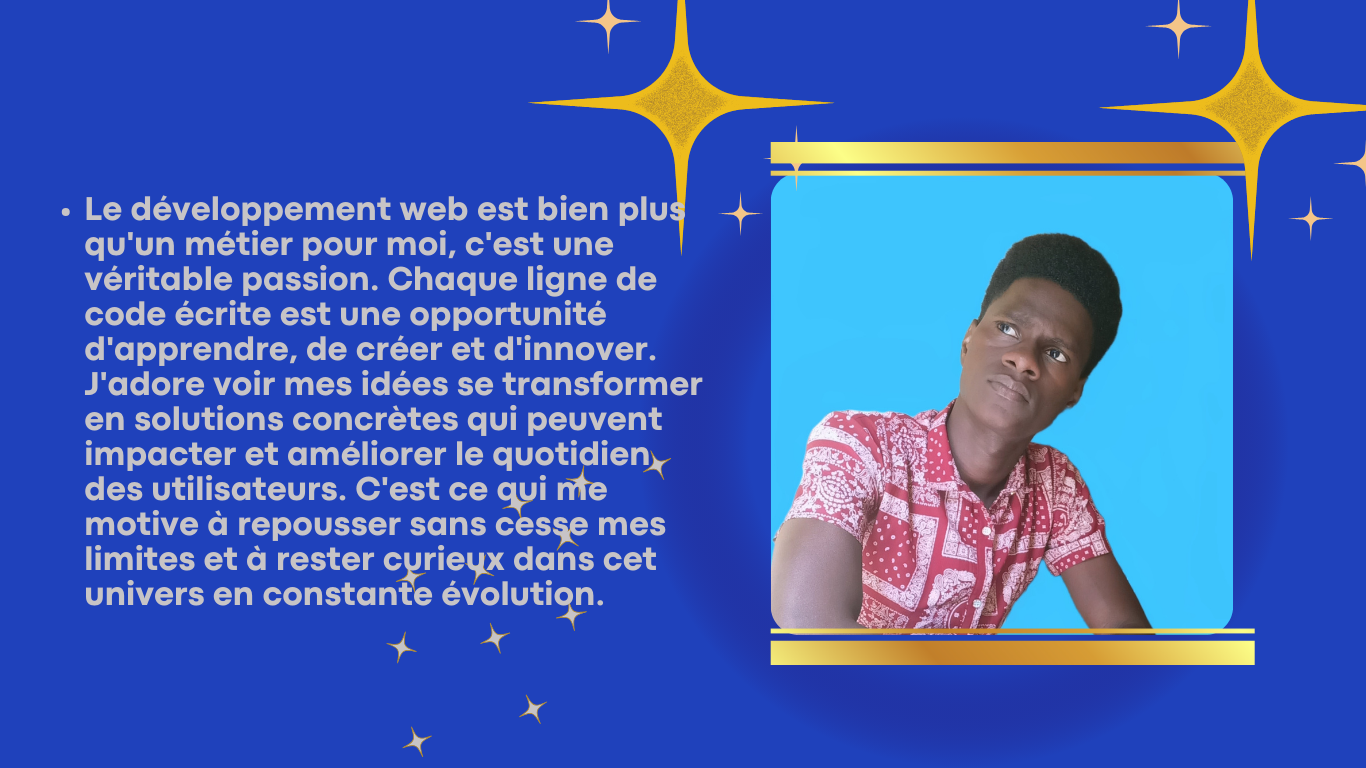 Le développement web est bien plus
qu'un métier pour moi, c'est une
véritable passion. Chaque ligne de
code écrite est une opportunité
d'apprendre, de créer et d'innover.
J'adore voir mes idées se transformer
en solutions concrètes qui peuvent
impacter et améliorer le quotidien
des utilisateurs. C'est ce qui me
motive à repousser sans cesse mes
limites et à rester curieux dans cet
univers en constante évolution.